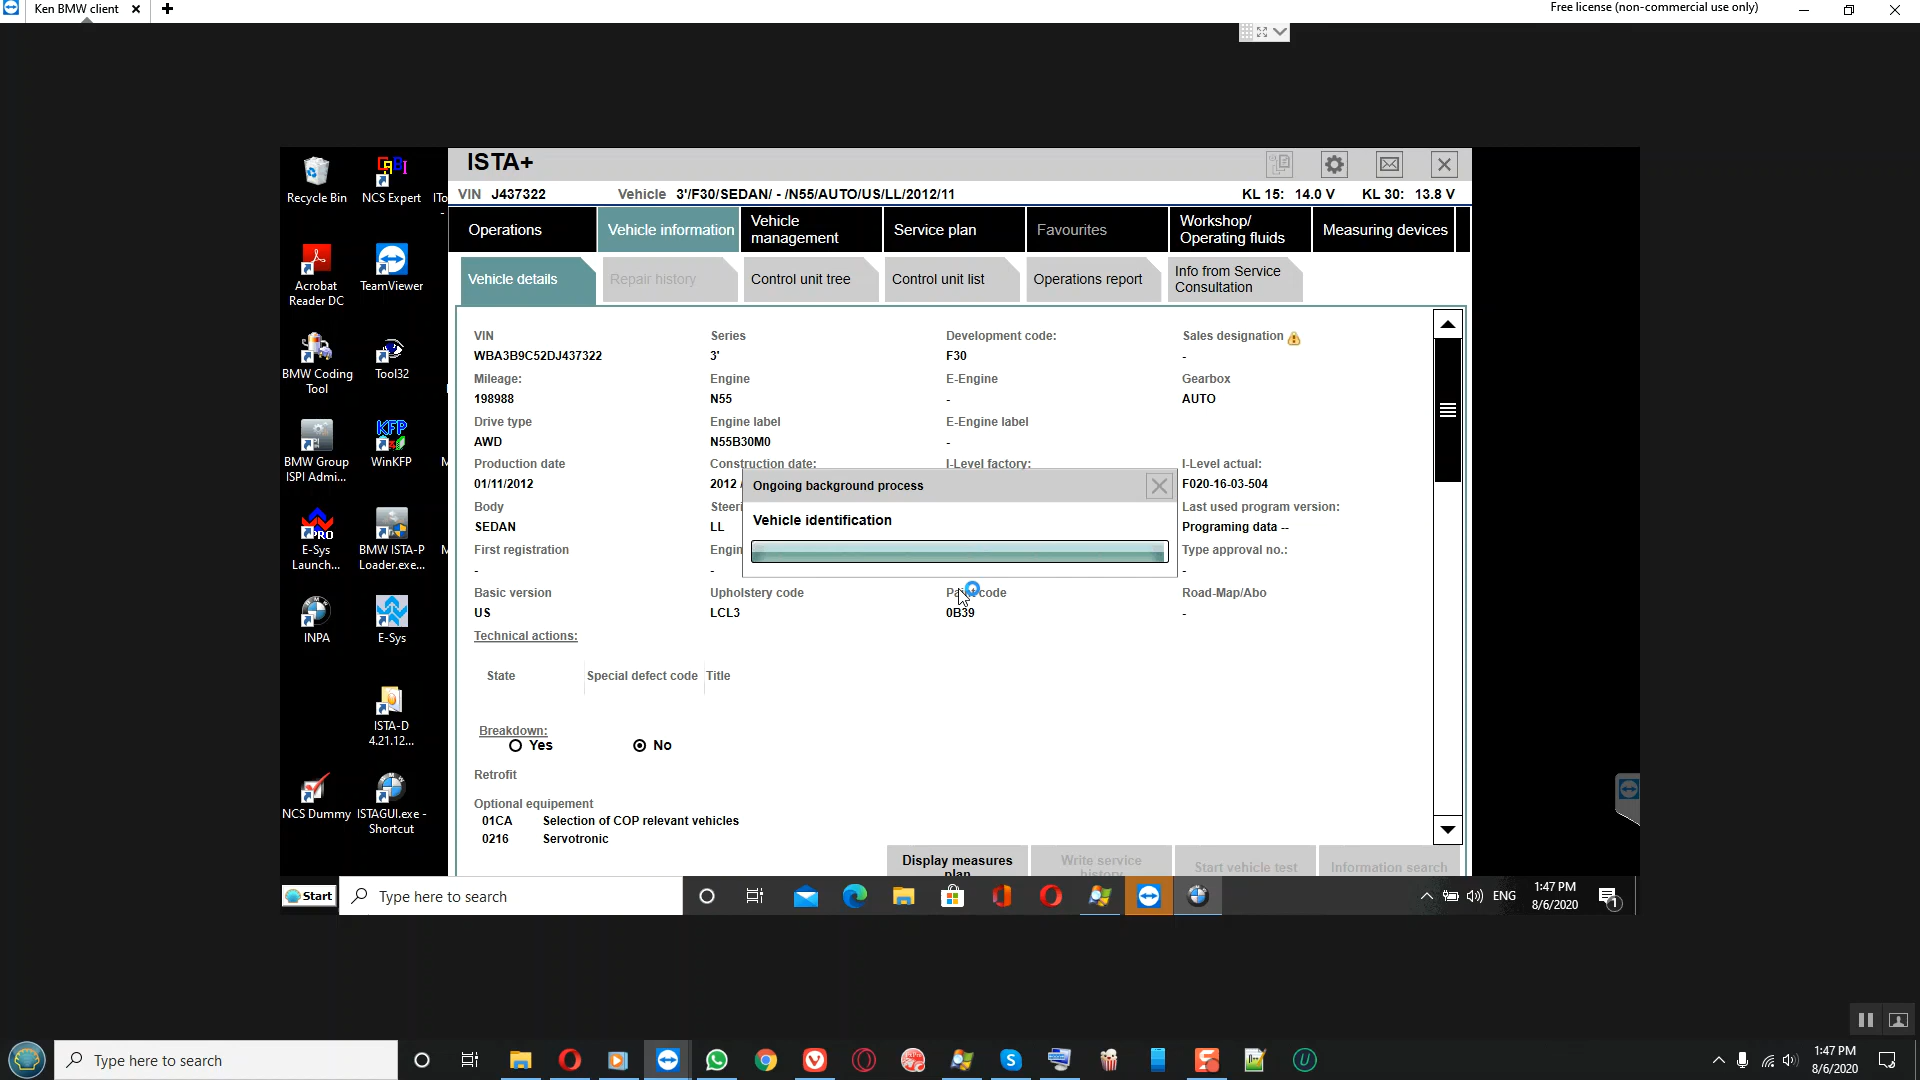 Ken BMW client
Free license (non-commercial use only)
Recycle Bin
NCS Expert
ITo
-
Acrobat
Reader DC
TeamViewer
BMW Coding
Tool
Tool32
BMW Group
ISPI Admi...
WinKFP
M
E-Sys
Launch...
BMW ISTA-P
Loader.exe...
M
INPA
E-Sys
ISTA-D
4.21.12...
NCS Dummy
ISTAGUI.exe -
Shortcut
KFP
PRO
ISTA+
VIN J437322
Vehicle 3'/F30/SEDAN/ - /N55/AUTO/US/LL/2012/11
KL 15: 14.0 V KL 30: 13.8 V
Operations
Vehicle information
Vehicle
management
Service plan
Favourites
Workshop/
Operating fluids
Measuring devices
Vehicle details
Repair history
Control unit tree
Control unit list
Operations report
Info from Service
Consultation
VIN
WBA3B9C52DJ437322
Series
3'
Development code:
F30
Sales designation
-
Mileage:
198988
Engine
N55
E-Engine
-
Gearbox
AUTO
Drive type
AWD
Engine label
N55B30M0
E-Engine label
-
Production date
01/11/2012
Construction date:
2012 /
I-Level factory:
I-Level actual:
F020-16-03-504
Body
SEDAN
Steeri
LL
Last used program version:
Programing data --
First registration
-
Engin
-
Type approval no.:
-
Basic version
US
Upholstery code
LCL3
code
0B39
Road-Map/Abo
-
Ongoing background process
Vehicle identification
Technical actions:
State
Special defect code
Title
Breakdown:
Yes
No
Retrofit
Optional equipement
01CA Selection of COP relevant vehicles
0216 Servotronic
Display measures
plan
Write service
history
Start vehicle test
Information search
Start
Type here to search
ENG
1:47 PM
8/6/2020
1
Type here to search
1:47 PM
8/6/2020